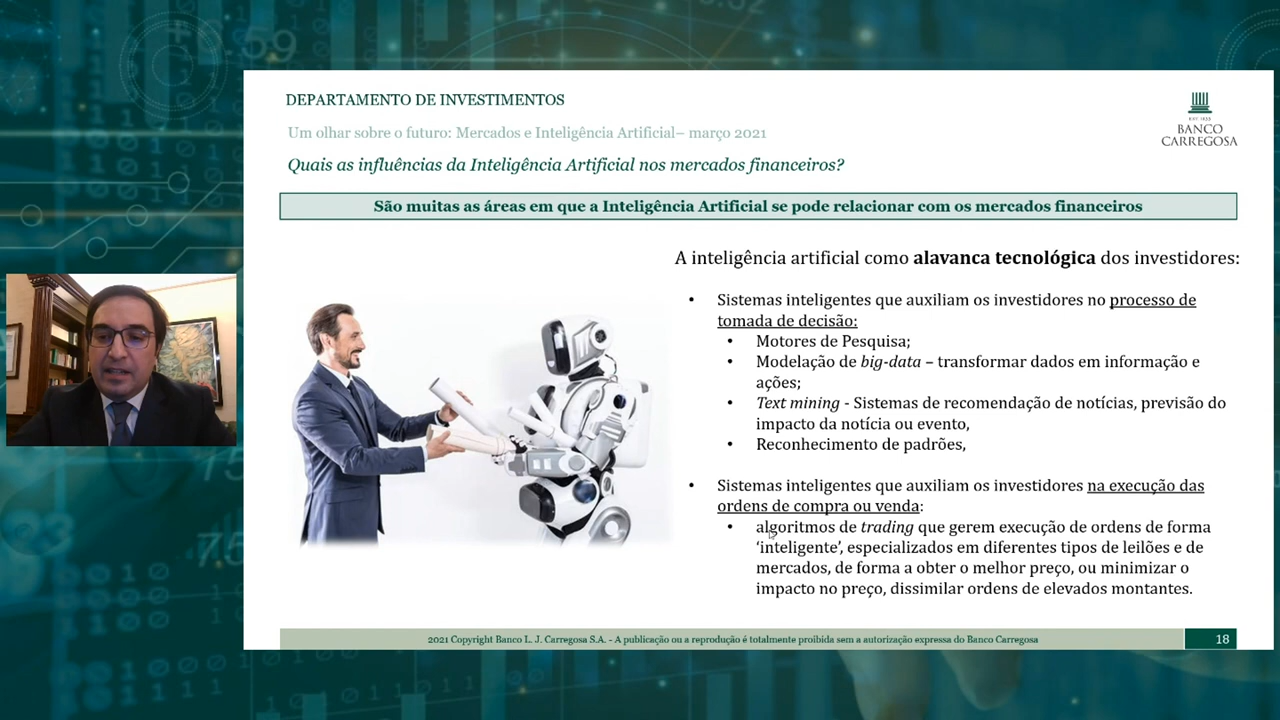 DEPARTAMENTO DE INVESTIMENTOS
Um olhar sobre o futuro: Mercados e Inteligência Artificial– março 2021
Quais as influências da Inteligência Artificial nos mercados financeiros?
BANCO
CARREGOSA
São muitas as áreas em que a Inteligência Artificial se pode relacionar com os mercados financeiros
A inteligência artificial como alavanca tecnológica dos investidores:
• Sistemas inteligentes que auxiliam os investidores no processo de
tomada de decisão:
• Motores de Pesquisa;
• Modelação de big-data – transformar dados em informação e
ações;
• Text mining - Sistemas de recomendação de notícias, previsão do
impacto da notícia ou evento,
• Reconhecimento de padrões,
• Sistemas inteligentes que auxiliam os investidores na execução das
ordens de compra ou venda:
• algoritmos de trading que gerem execução de ordens de forma
‘inteligente’, especializados em diferentes tipos de leilões e de
mercados, de forma a obter o melhor preço, ou minimizar o
impacto no preço, dissimilar ordens de elevados montantes.
2021 Copyright Banco L. J. Carregosa S.A. - A publicação ou a reprodução é totalmente proibida sem a autorização expressa do Banco Carregosa
18